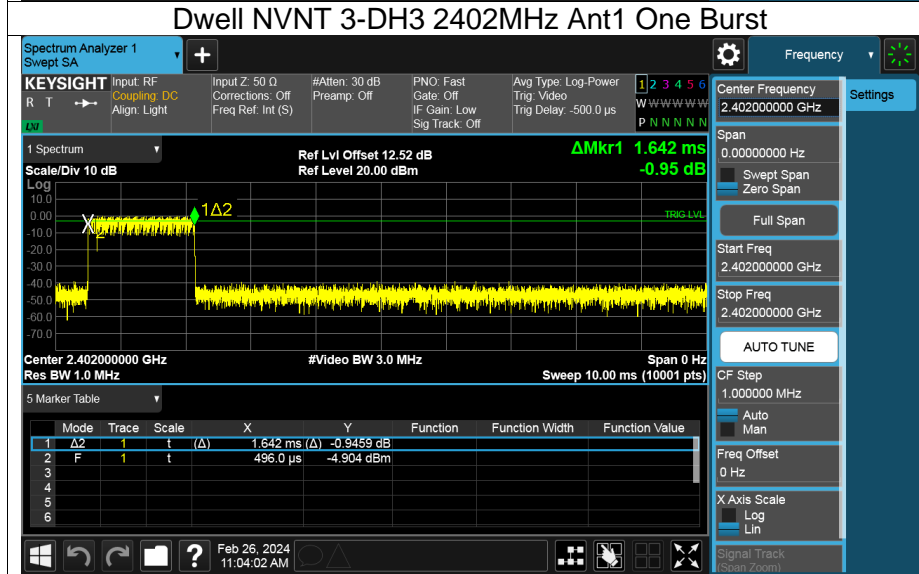 Dwell NVNT 3-DH3 2402MHz Ant1 One Burst
Spectrum Analyzer 1
Swept SA
+
Frequency
KEYSIGHT
R T
LXI
Input: RF
Coupling: DC
Align: Light
Input Z: 50 Ω
Corrections: Off
Freq Ref: Int (S)
#Atten: 30 dB
Preamp: Off
PNO: Fast
Gate: Off
IF Gain: Low
Sig Track: Off
Avg Type: Log-Power
Trig: Video
Trig Delay: -500.0 µs
1 2 3 4 5 6
W W W W W W
P N N N N N
1 Spectrum
Scale/Div 10 dB
Ref Lvl Offset 12.52 dB
Ref Level 20.00 dBm
ΔMkr1 1.642 ms
-0.95 dB
Log
10.0
0.00
-10.0
-20.0
-30.0
-40.0
-50.0
-60.0
-70.0
X
2
1Δ2
TRIG LVL
Center 2.402000000 GHz
Res BW 1.0 MHz
#Video BW 3.0 MHz
Span 0 Hz
Sweep 10.00 ms (10001 pts)
5 Marker Table
Mode Trace Scale X Y Function Function Width Function Value
1 Δ2 1 t (Δ) 1.642 ms (Δ) -0.9459 dB
2 F 1 t 496.0 µs -4.904 dBm
3
4
5
6
?
Feb 26, 2024
11:04:02 AM
Center Frequency
2.402000000 GHz
Span
0.00000000 Hz
Swept Span
Zero Span
Full Span
Start Freq
2.402000000 GHz
Stop Freq
2.402000000 GHz
AUTO TUNE
CF Step
1.000000 MHz
Auto
Man
Freq Offset
0 Hz
X Axis Scale
Log
Lin
Signal Track
(Span Zoom)
Settings